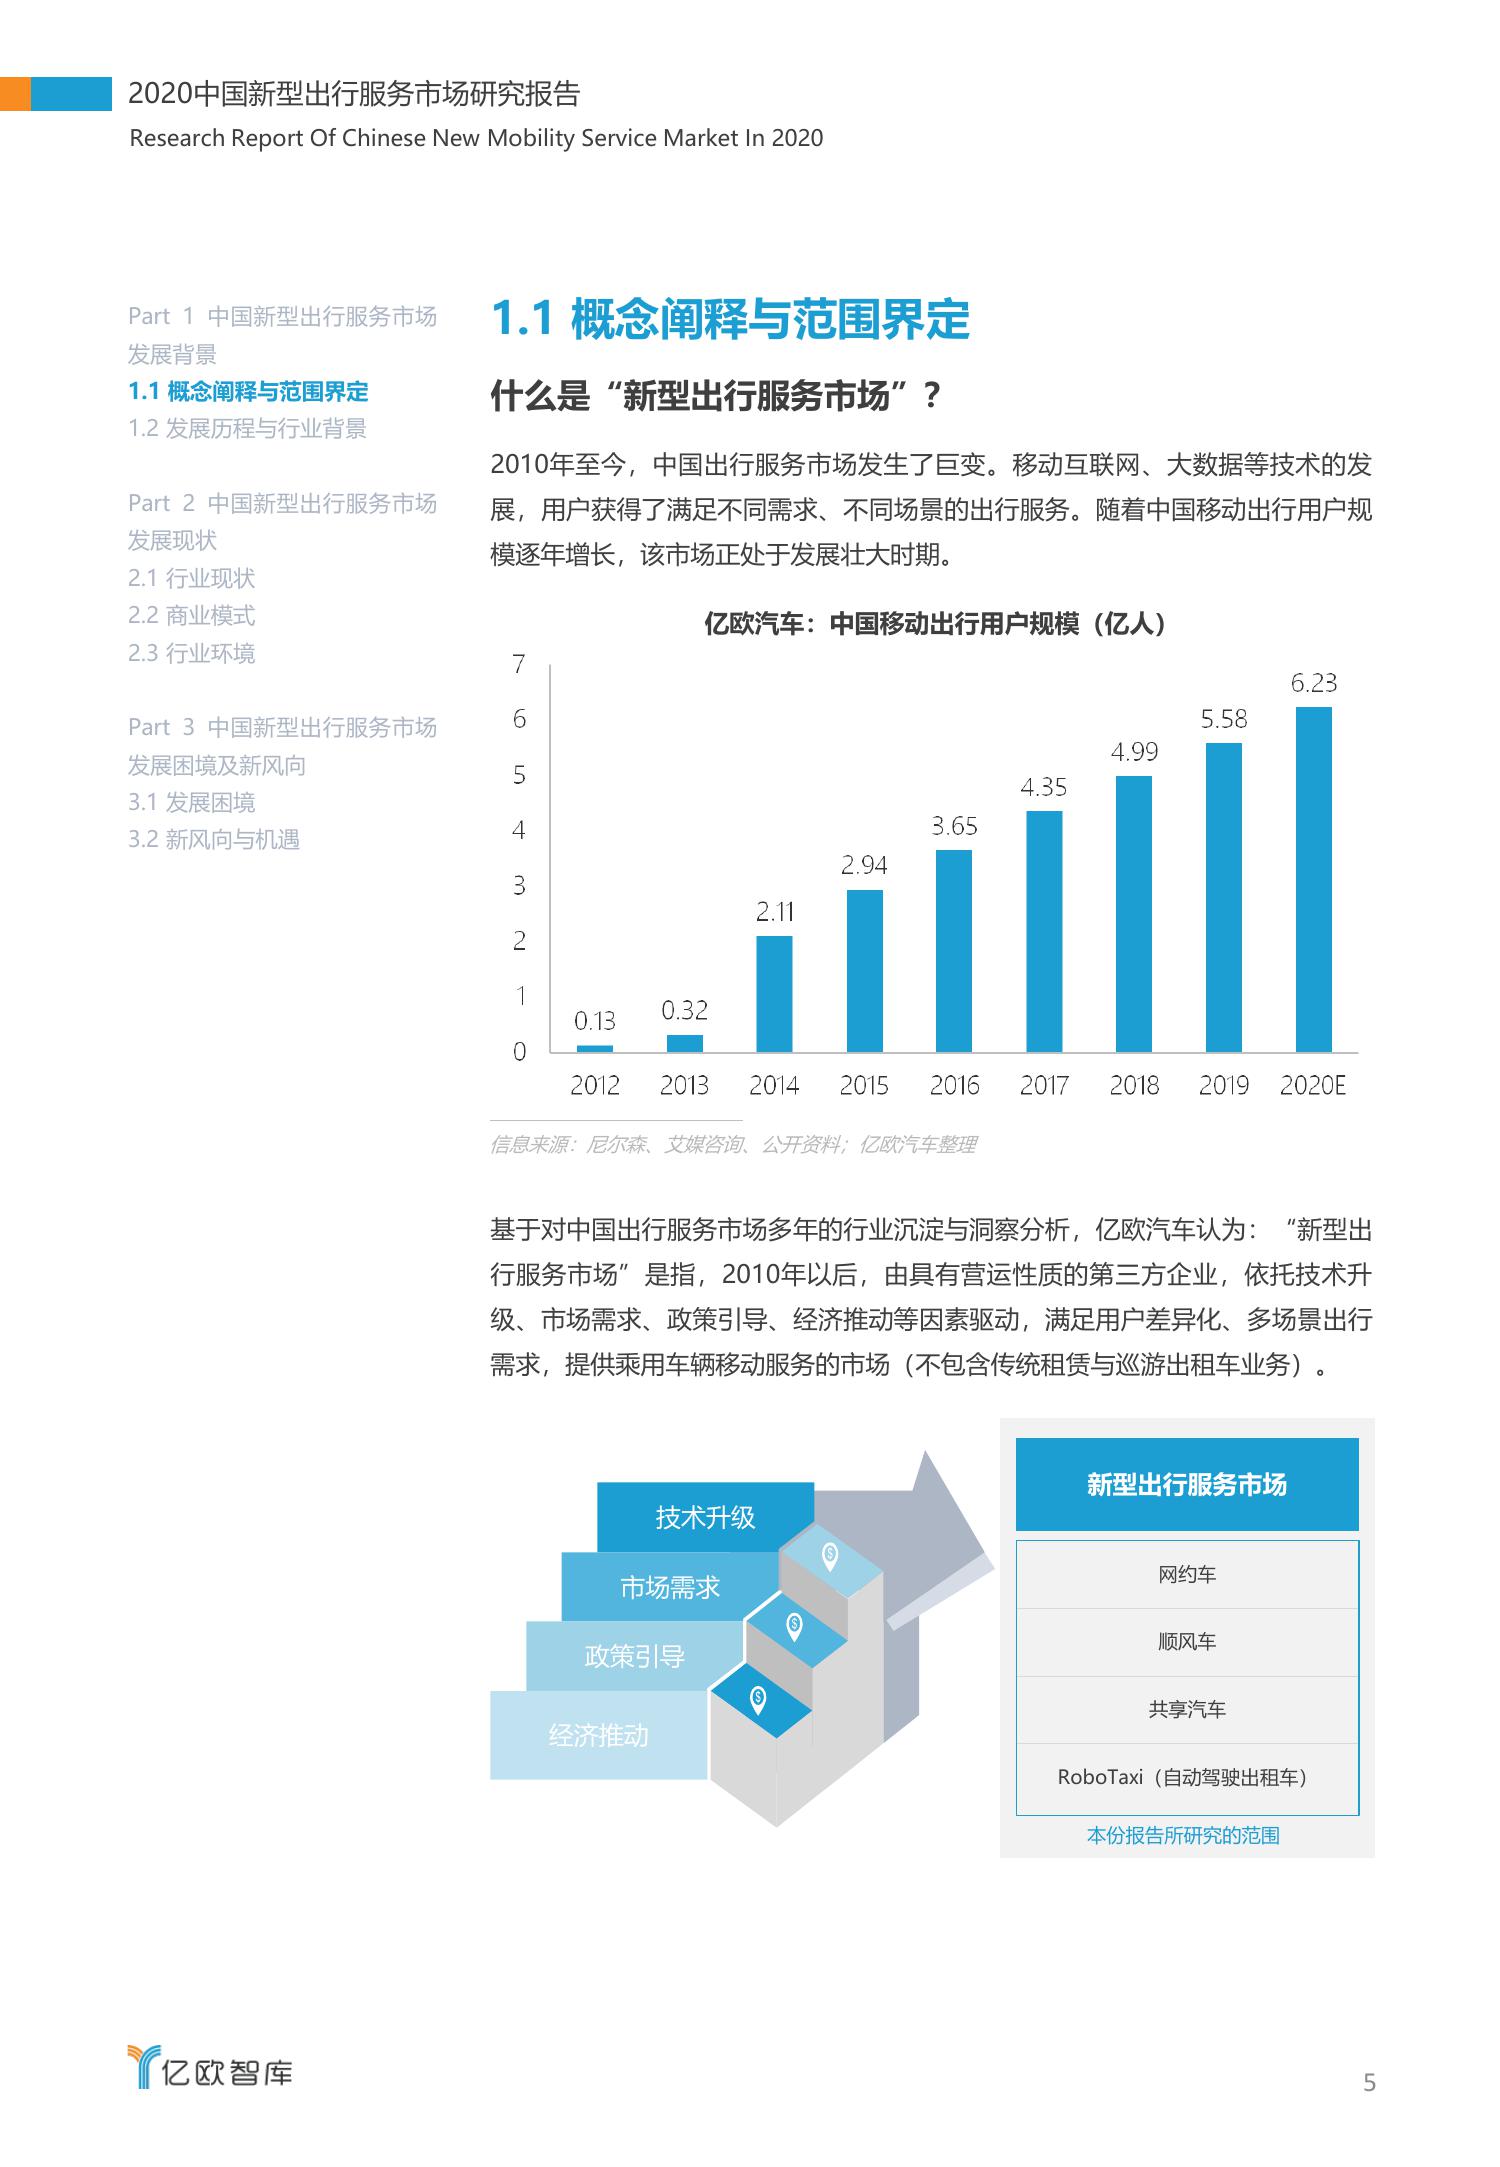 2020中国新型出行服务市场研究报告
Research Report Of Chinese New Mobility Service Market In 2020
Part 1 中国新型出行服务市场
发展背景
1.1 概念阐释与范围界定
1.2 发展历程与行业背景
Part 2 中国新型出行服务市场
发展现状
2.1 行业现状
2.2 商业模式
2.3 行业环境
Part 3 中国新型出行服务市场
发展困境及新风向
3.1 发展困境
3.2 新风向与机遇
1.1 概念阐释与范围界定
什么是“新型出行服务市场”?
2010年至今，中国出行服务市场发生了巨变。移动互联网、大数据等技术的发
展，用户获得了满足不同需求、不同场景的出行服务。随着中国移动出行用户规
模逐年增长，该市场正处于发展壮大时期。
亿欧汽车：中国移动出行用户规模（亿人）
7
6
5
4
3
2
1
0
0.13
0.32
2.11
2.94
3.65
4.35
4.99
5.58
6.23
2012 2013 2014 2015 2016 2017 2018 2019 2020E
信息来源：尼尔森、艾媒咨询、公开资料；亿欧汽车整理
基于对中国出行服务市场多年的行业沉淀与洞察分析，亿欧汽车认为：“新型出
行服务市场”是指，2010年以后，由具有营运性质的第三方企业，依托技术升
级、市场需求、政策引导、经济推动等因素驱动，满足用户差异化、多场景出行
需求，提供乘用车辆移动服务的市场（不包含传统租赁与巡游出租车业务）。
技术升级
市场需求
政策引导
经济推动
新型出行服务市场
网约车
顺风车
共享汽车
RoboTaxi（自动驾驶出租车）
本份报告所研究的范围
亿欧智库
5